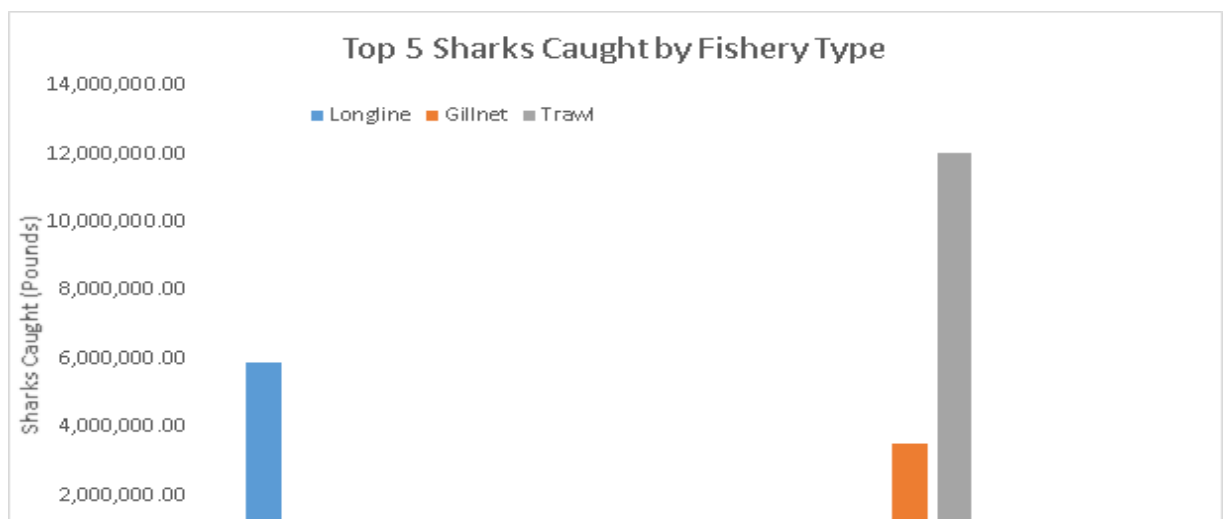 Top 5 Sharks Caught by Fishery Type
14,000,000.00
Longline Gillnet Trawl
12,000,000.00
10,000,000.00
8,000,000.00
6,000,000.00
4,000,000.00
2,000,000.00
Sharks Caught (Pounds)